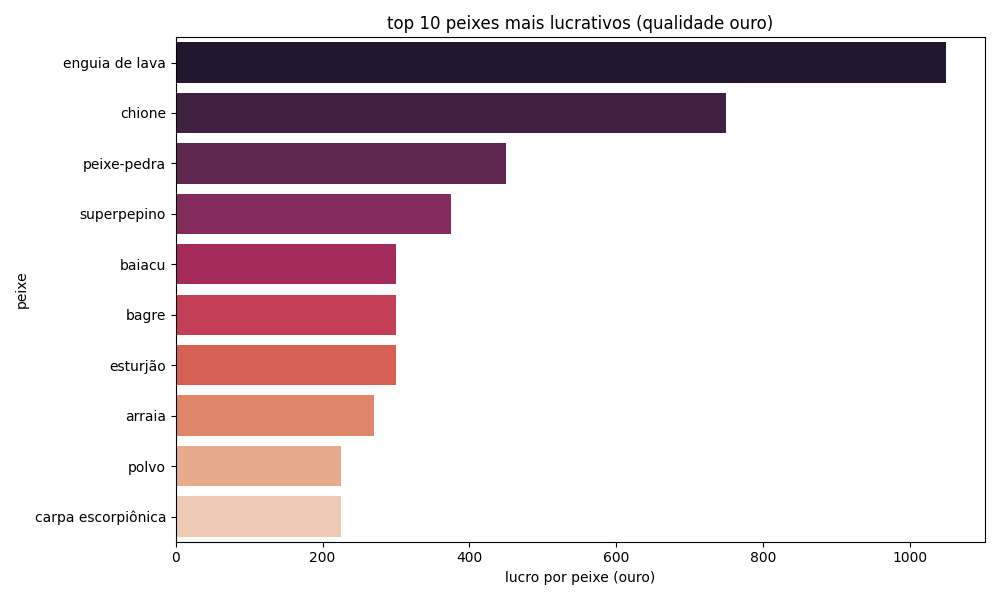 top 10 peixes mais lucrativos (qualidade ouro)
enguia de lava
chione
peixe-pedra
superpepino
baiacu
bagre
esturjão
arraia
polvo
carpa escorpiônica
peixe
0 200 400 600 800 1000
lucro por peixe (ouro)